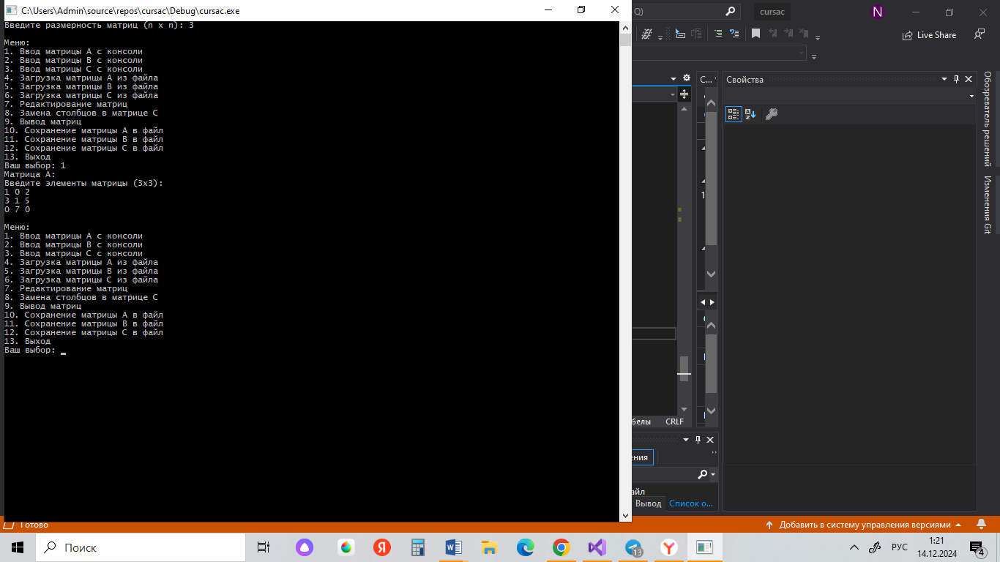 C:\Users\Admin\source\repos\cursac\Debug\cursac.exe
-Q)
cursac
N
Введите размерность матриц (n x n): 3
Меню:
1. Ввод матрицы A с консоли
2. Ввод матрицы B с консоли
3. Ввод матрицы C с консоли
4. Загрузка матрицы A из файла
5. Загрузка матрицы B из файла
6. Загрузка матрицы C из файла
7. Редактирование матриц
8. Замена столбцов в матрице C
9. Вывод матриц
10. Сохранение матрицы A в файл
11. Сохранение матрицы B в файл
12. Сохранение матрицы C в файл
13. Выход
Ваш выбор: 1
Матрица A:
Введите элементы матрицы (3x3):
1 0 2
3 1 5
0 7 0
Меню:
1. Ввод матрицы A с консоли
2. Ввод матрицы B с консоли
3. Ввод матрицы C с консоли
4. Загрузка матрицы A из файла
5. Загрузка матрицы B из файла
6. Загрузка матрицы C из файла
7. Редактирование матриц
8. Замена столбцов в матрице C
9. Вывод матриц
10. Сохранение матрицы A в файл
11. Сохранение матрицы B в файл
12. Сохранение матрицы C в файл
13. Выход
Ваш выбор:
Live Share
С...
Свойства
Обозреватель решений
Изменения Git
белы CRLF
ения
айл
Вывод Список о...
Готово
Добавить в систему управления версиями
Поиск
13
РУС
1:21
14.12.2024
4